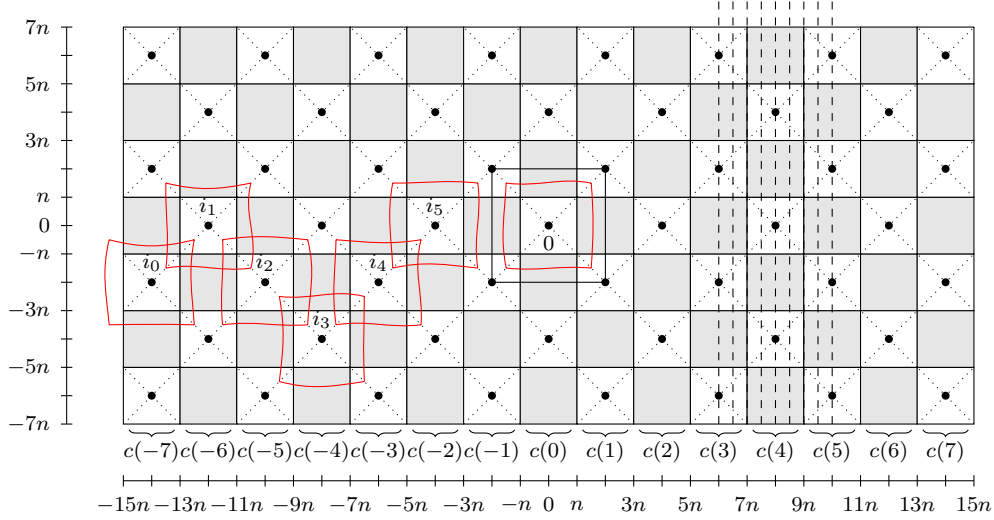 7n
5n
3n
i₁ i₅ n
0 0
i₀ i₂ i₄ −n
i₃ −3n
−5n
−7n
c(−7) c(−6) c(−5) c(−4) c(−3) c(−2) c(−1) c(0) c(1) c(2) c(3) c(4) c(5) c(6) c(7)
−15n −13n −11n −9n −7n −5n −3n −n 0 n 3n 5n 7n 9n 11n 13n 15n